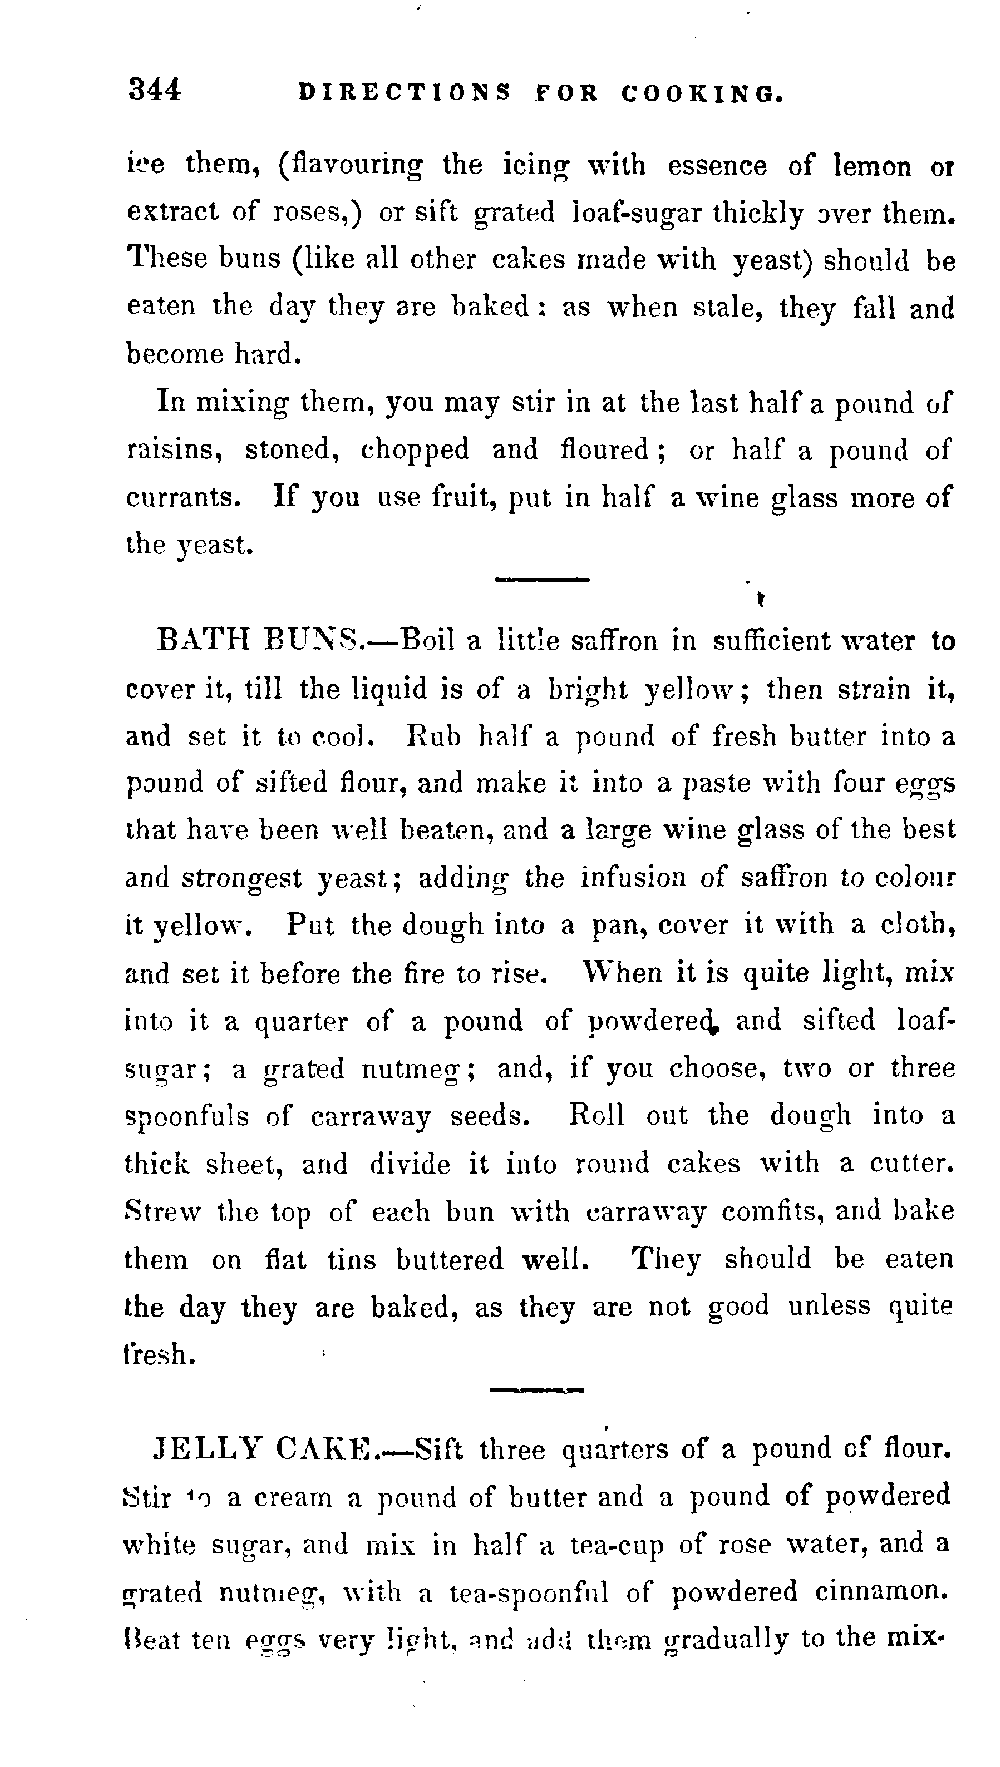 344 DIRECTIONS FOR COOKING.
ice them, (flavouring the icing with essence of lemon or
extract of roses,) or sift grated loaf-sugar thickly over them.
These buns (like all other cakes made with yeast) should be
eaten the day they are baked: as when stale, they fall and
become hard.
In mixing them, you may stir in at the last half a pound of
raisins, stoned, chopped and floured; or half a pound of
currants. If you use fruit, put in half a wine glass more of
the yeast.
BATH BUNS.—Boil a little saffron in sufficient water to
cover it, till the liquid is of a bright yellow; then strain it,
and set it to cool. Rub half a pound of fresh butter into a
pound of sifted flour, and make it into a paste with four eggs
that have been well beaten, and a large wine glass of the best
and strongest yeast; adding the infusion of saffron to colour
it yellow. Put the dough into a pan, cover it with a cloth,
and set it before the fire to rise. When it is quite light, mix
into it a quarter of a pound of powdered, and sifted loaf-
sugar; a grated nutmeg; and, if you choose, two or three
spoonfuls of carraway seeds. Roll out the dough into a
thick sheet, and divide it into round cakes with a cutter.
Strew the top of each bun with carraway comfits, and bake
them on flat tins buttered well. They should be eaten
the day they are baked, as they are not good unless quite
fresh.
JELLY CAKE.—Sift three quarters of a pound of flour.
Stir to a cream a pound of butter and a pound of powdered
white sugar, and mix in half a tea-cup of rose water, and a
grated nutmeg, with a tea-spoonful of powdered cinnamon.
Beat ten eggs very light, and add them gradually to the mix-